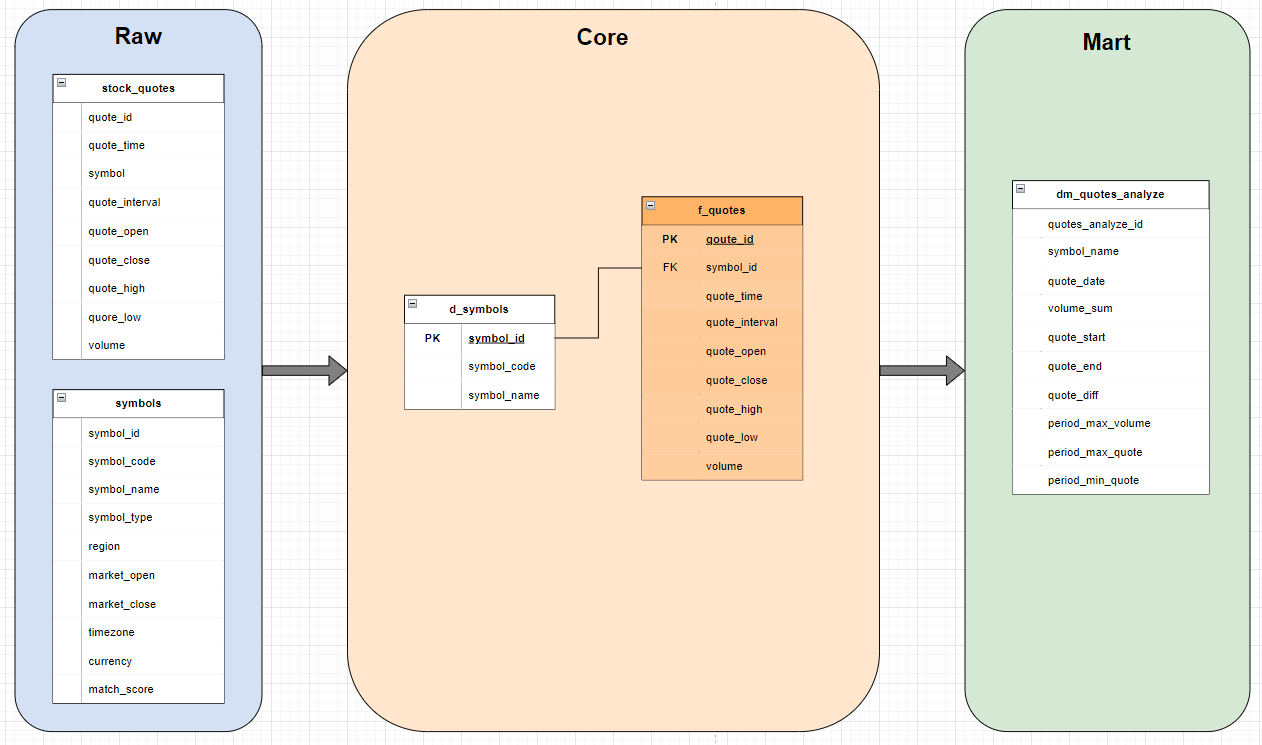 Raw
stock_quotes
quote_id
quote_time
symbol
quote_interval
quote_open
quote_close
quote_high
quore_low
volume
symbols
symbol_id
symbol_code
symbol_name
symbol_type
region
market_open
market_close
timezone
currency
match_score
Core
d_symbols
PK symbol_id
symbol_code
symbol_name
f_quotes
PK qoute_id
FK symbol_id
quote_time
quote_interval
quote_open
quote_close
quote_high
quote_low
volume
Mart
dm_quotes_analyze
quotes_analyze_id
symbol_name
quote_date
volume_sum
quote_start
quote_end
quote_diff
period_max_volume
period_max_quote
period_min_quote